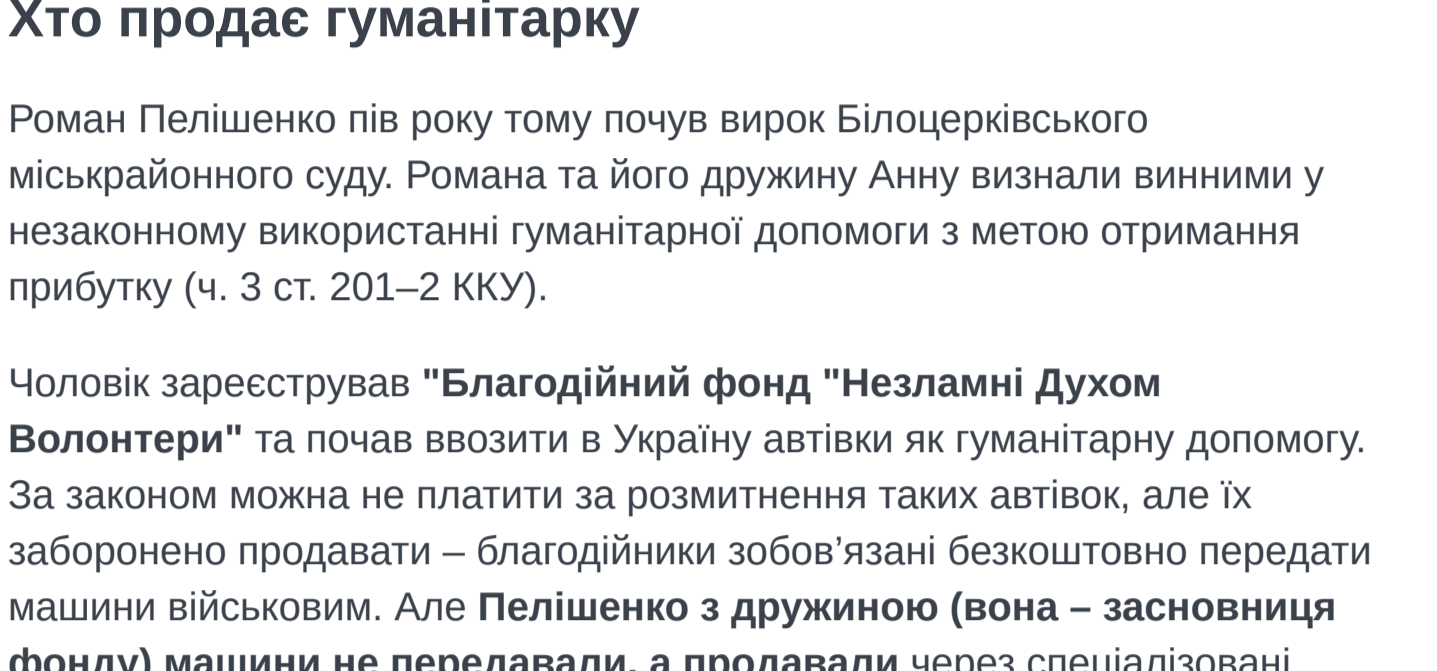 Хто продає гуманітарку
Роман Пелішенко пів року тому почув вирок Білоцерківського
міськрайонного суду. Романа та його дружину Анну визнали винними у
незаконному використанні гуманітарної допомоги з метою отримання
прибутку (ч. 3 ст. 201–2 ККУ).
Чоловік зареєстрував "Благодійний фонд "Незламні Духом
Волонтери" та почав ввозити в Україну автівки як гуманітарну допомогу.
За законом можна не платити за розмитнення таких автівок, але їх
заборонено продавати – благодійники зобов’язані безкоштовно передати
машини військовим. Але Пелішенко з дружиною (вона – засновниця
фонду) машини не передавали, а продавали через спеціалізовані